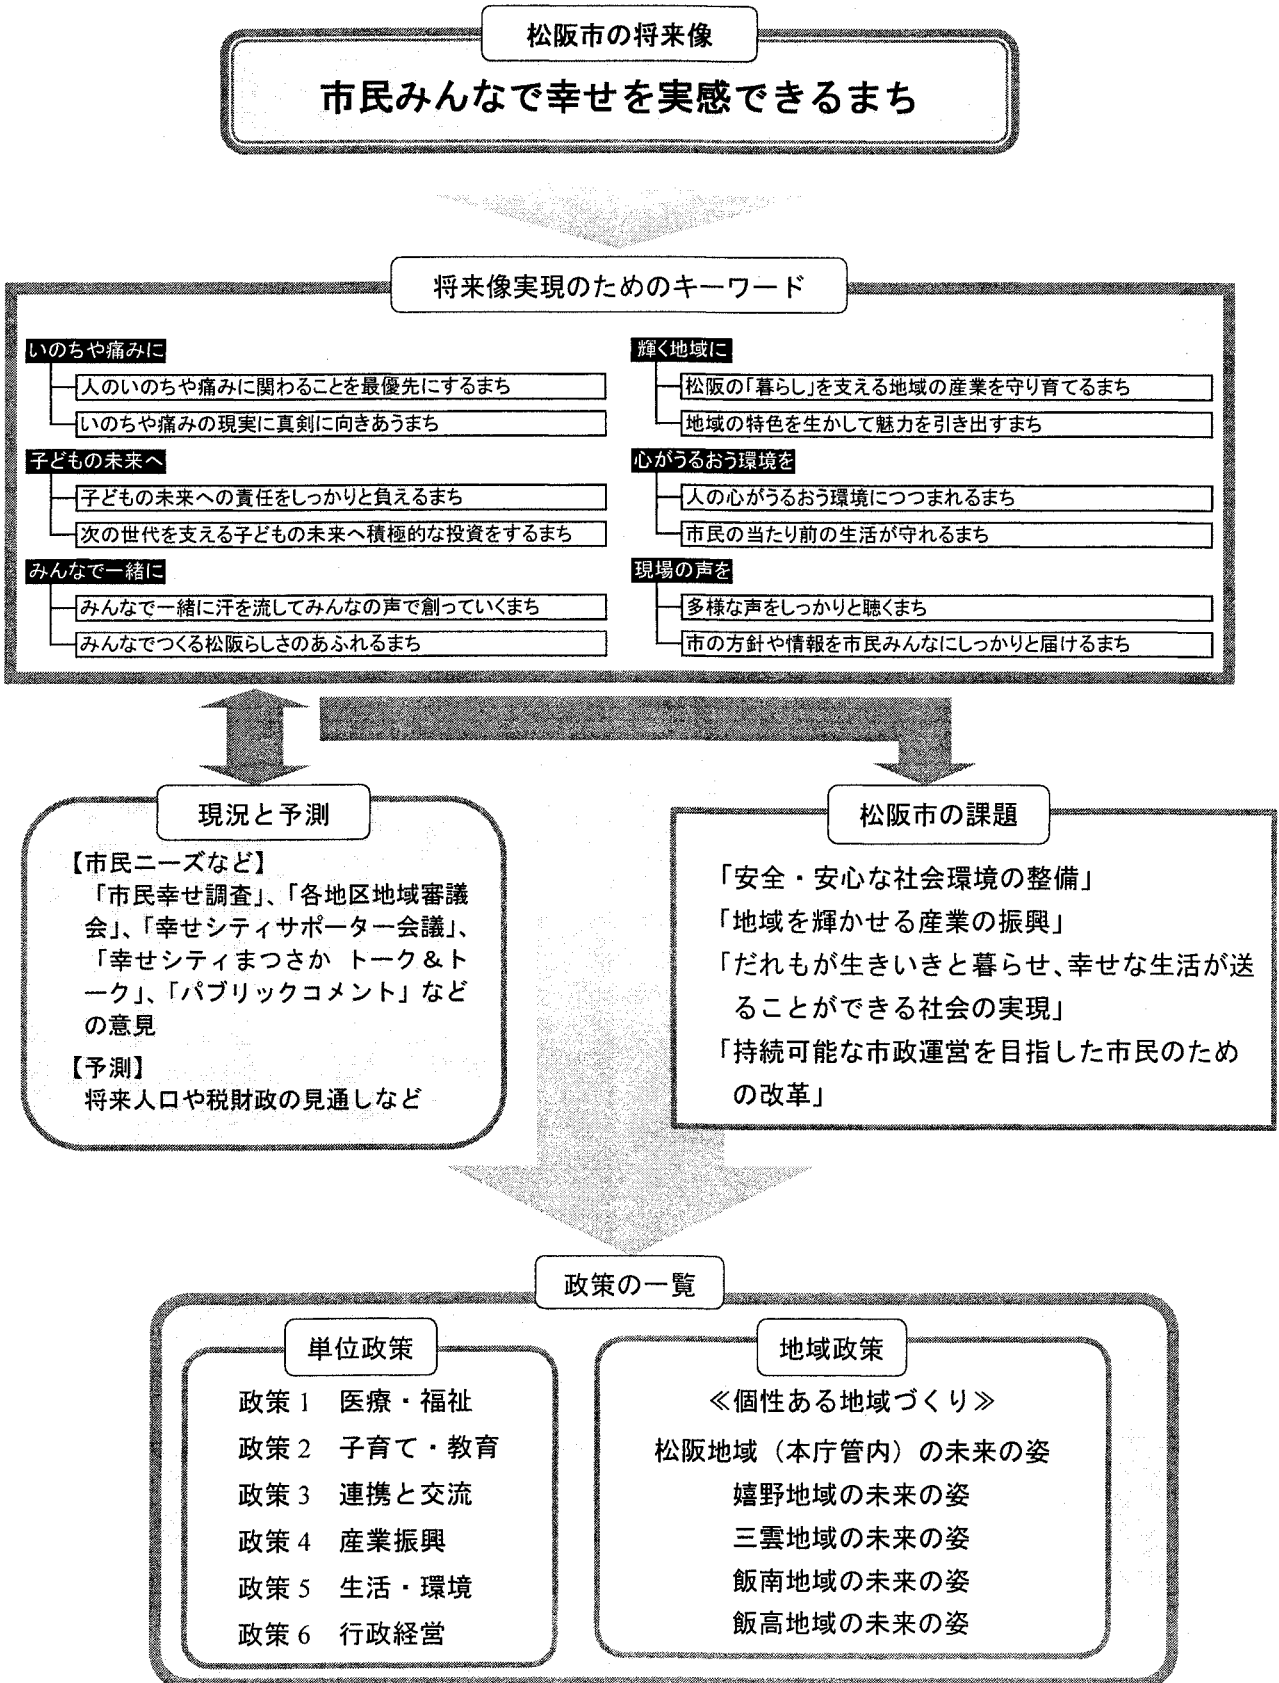 松阪市の将来像
市民みんなで幸せを実感できるまち
将来像実現のためのキーワード
いのちや痛みに
人のいのちや痛みに関わることを最優先にするまち
いのちや痛みの現実に真剣に向きあうまち
子どもの未来へ
子どもの未来への責任をしっかりと負えるまち
次の世代を支える子どもの未来へ積極的な投資をするまち
みんなで一緒に
みんなで一緒に汗を流してみんなの声で創っていくまち
みんなでつくる松阪らしさのあふれるまち
輝く地域に
松阪の「暮らし」を支える地域の産業を守り育てるまち
地域の特色を生かして魅力を引き出すまち
心がうるおう環境を
人の心がうるおう環境につつまれるまち
市民の当たり前の生活が守れるまち
現場の声を
多様な声をしっかりと聴くまち
市の方針や情報を市民みんなにしっかりと届けるまち
現況と予測
【市民ニーズなど】
「市民幸せ調査」、「各地区地域審議
会」、「幸せシティサポーター会議」、
「幸せシティまつさか トーク＆ト
ーク」、「パブリックコメント」など
の意見
【予測】
将来人口や税財政の見通しなど
松阪市の課題
「安全・安心な社会環境の整備」
「地域を輝かせる産業の振興」
「だれもが生きいきと暮らせ、幸せな生活が送
ることができる社会の実現」
「持続可能な市政運営を目指した市民のため
の改革」
政策の一覧
単位政策
政策1 医療・福祉
政策2 子育て・教育
政策3 連携と交流
政策4 産業振興
政策5 生活・環境
政策6 行政経営
地域政策
≪個性ある地域づくり≫
松阪地域（本庁管内）の未来の姿
嬉野地域の未来の姿
三雲地域の未来の姿
飯南地域の未来の姿
飯高地域の未来の姿